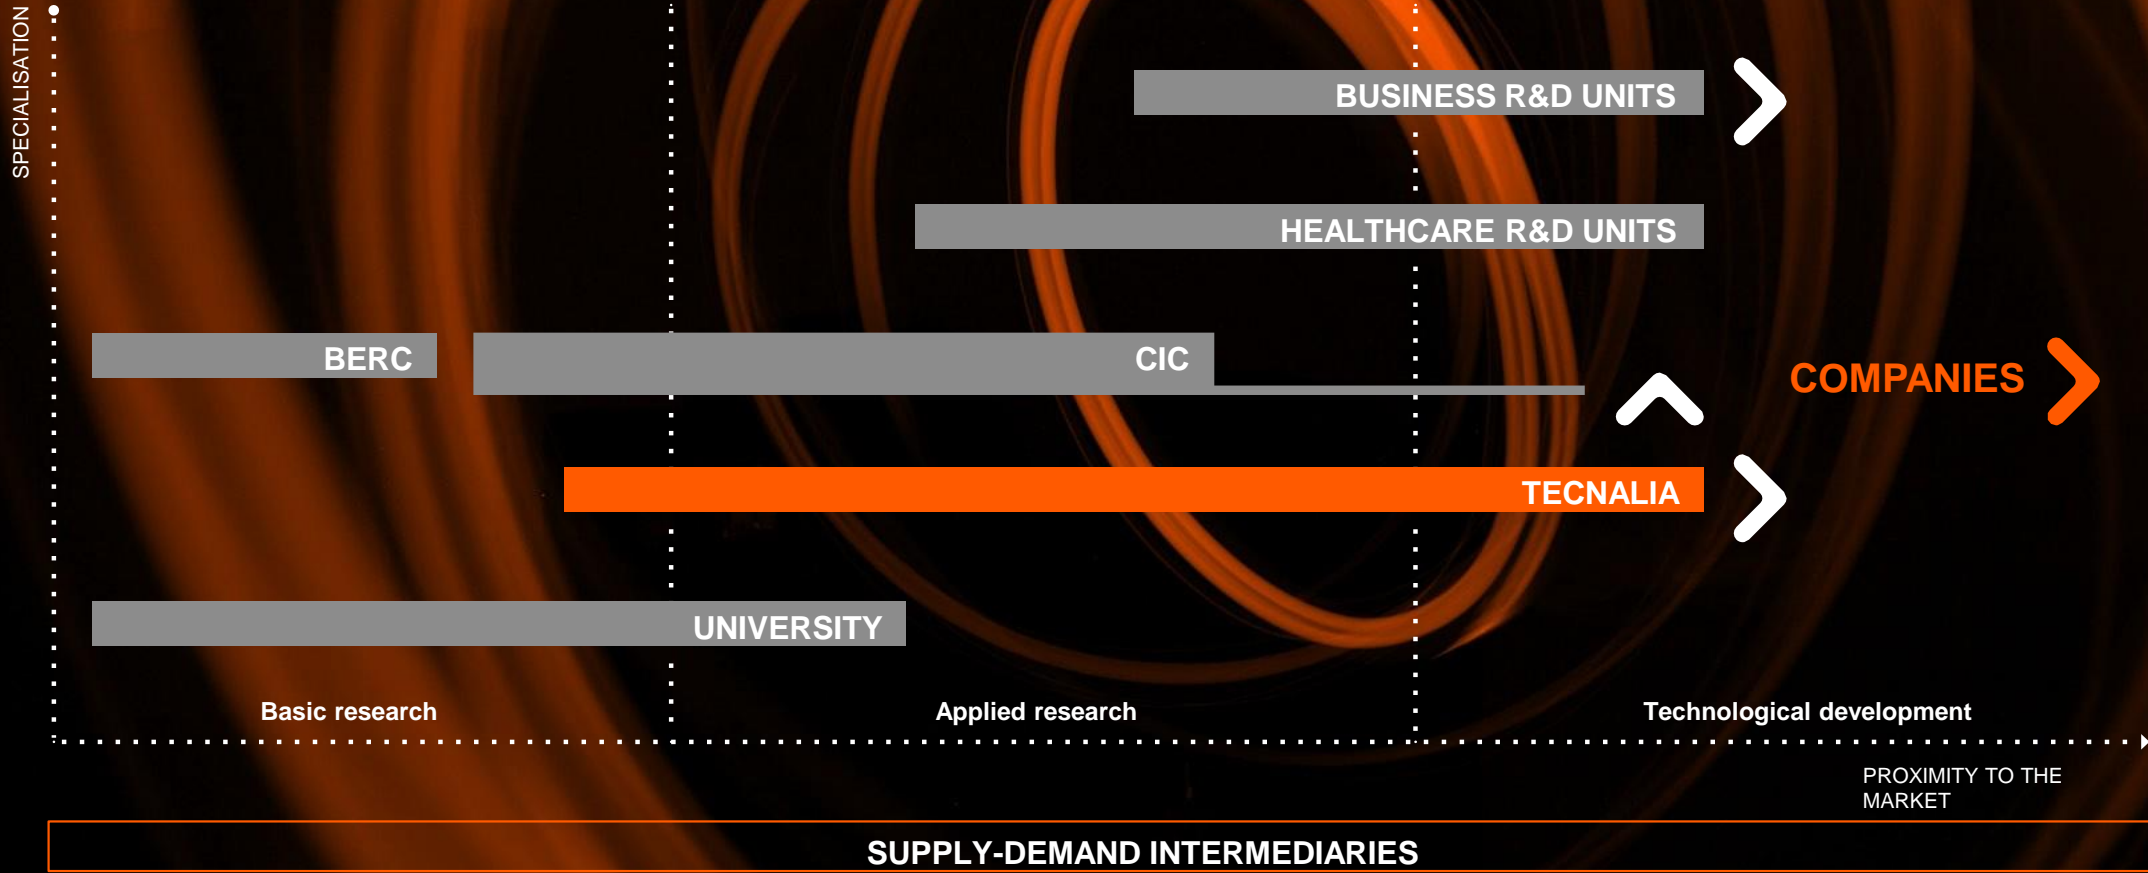 SPECIALISATION
BUSINESS R&D UNITS
HEALTHCARE R&D UNITS
BERC
CIC
COMPANIES
TECNALIA
UNIVERSITY
Basic research
Applied research
Technological development
PROXIMITY TO THE
MARKET
SUPPLY-DEMAND INTERMEDIARIES